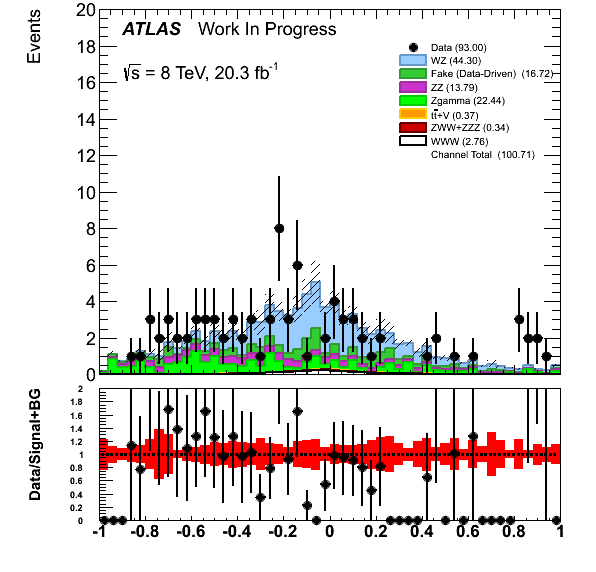 Events
20
18
16
14
12
10
8
6
4
2
0
ATLAS Work In Progress
√s = 8 TeV, 20.3 fb-1
Data (93.00)
WZ (44.30)
Fake (Data-Driven) (16.72)
ZZ (13.79)
Zgamma (22.44)
tt̄+V (0.37)
ZWW+ZZZ (0.34)
WWW (2.76)
Channel Total (100.71)
Data/Signal+BG
2
1.8
1.6
1.4
1.2
1
0.8
0.6
0.4
0.2
0
-1 -0.8 -0.6 -0.4 -0.2 0 0.2 0.4 0.6 0.8 1